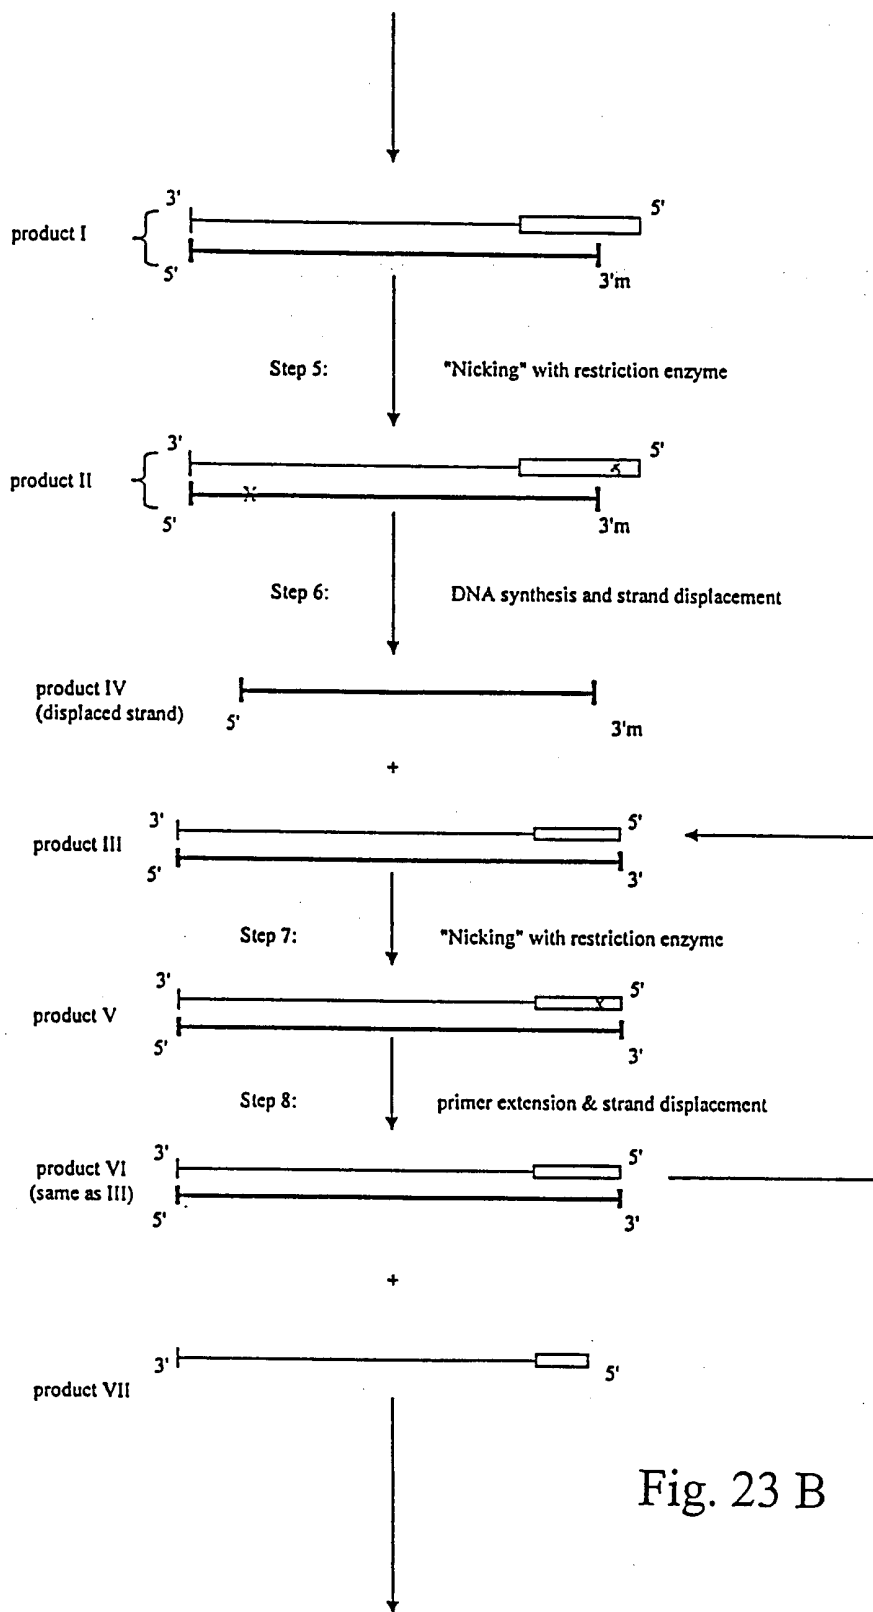 3'
5'
product I
5'
3'm
Step 5: "Nicking" with restriction enzyme
3'
5'
product II
X
5'
3'm
Step 6: DNA synthesis and strand displacement
product IV
(displaced strand)
5'
3'm
+
3'
5'
product III
5'
3'
Step 7: "Nicking" with restriction enzyme
3'
5'
X
product V
5'
3'
Step 8: primer extension & strand displacement
3'
5'
product VI
(same as III)
5'
3'
+
3'
5'
product VII
Fig. 23 B